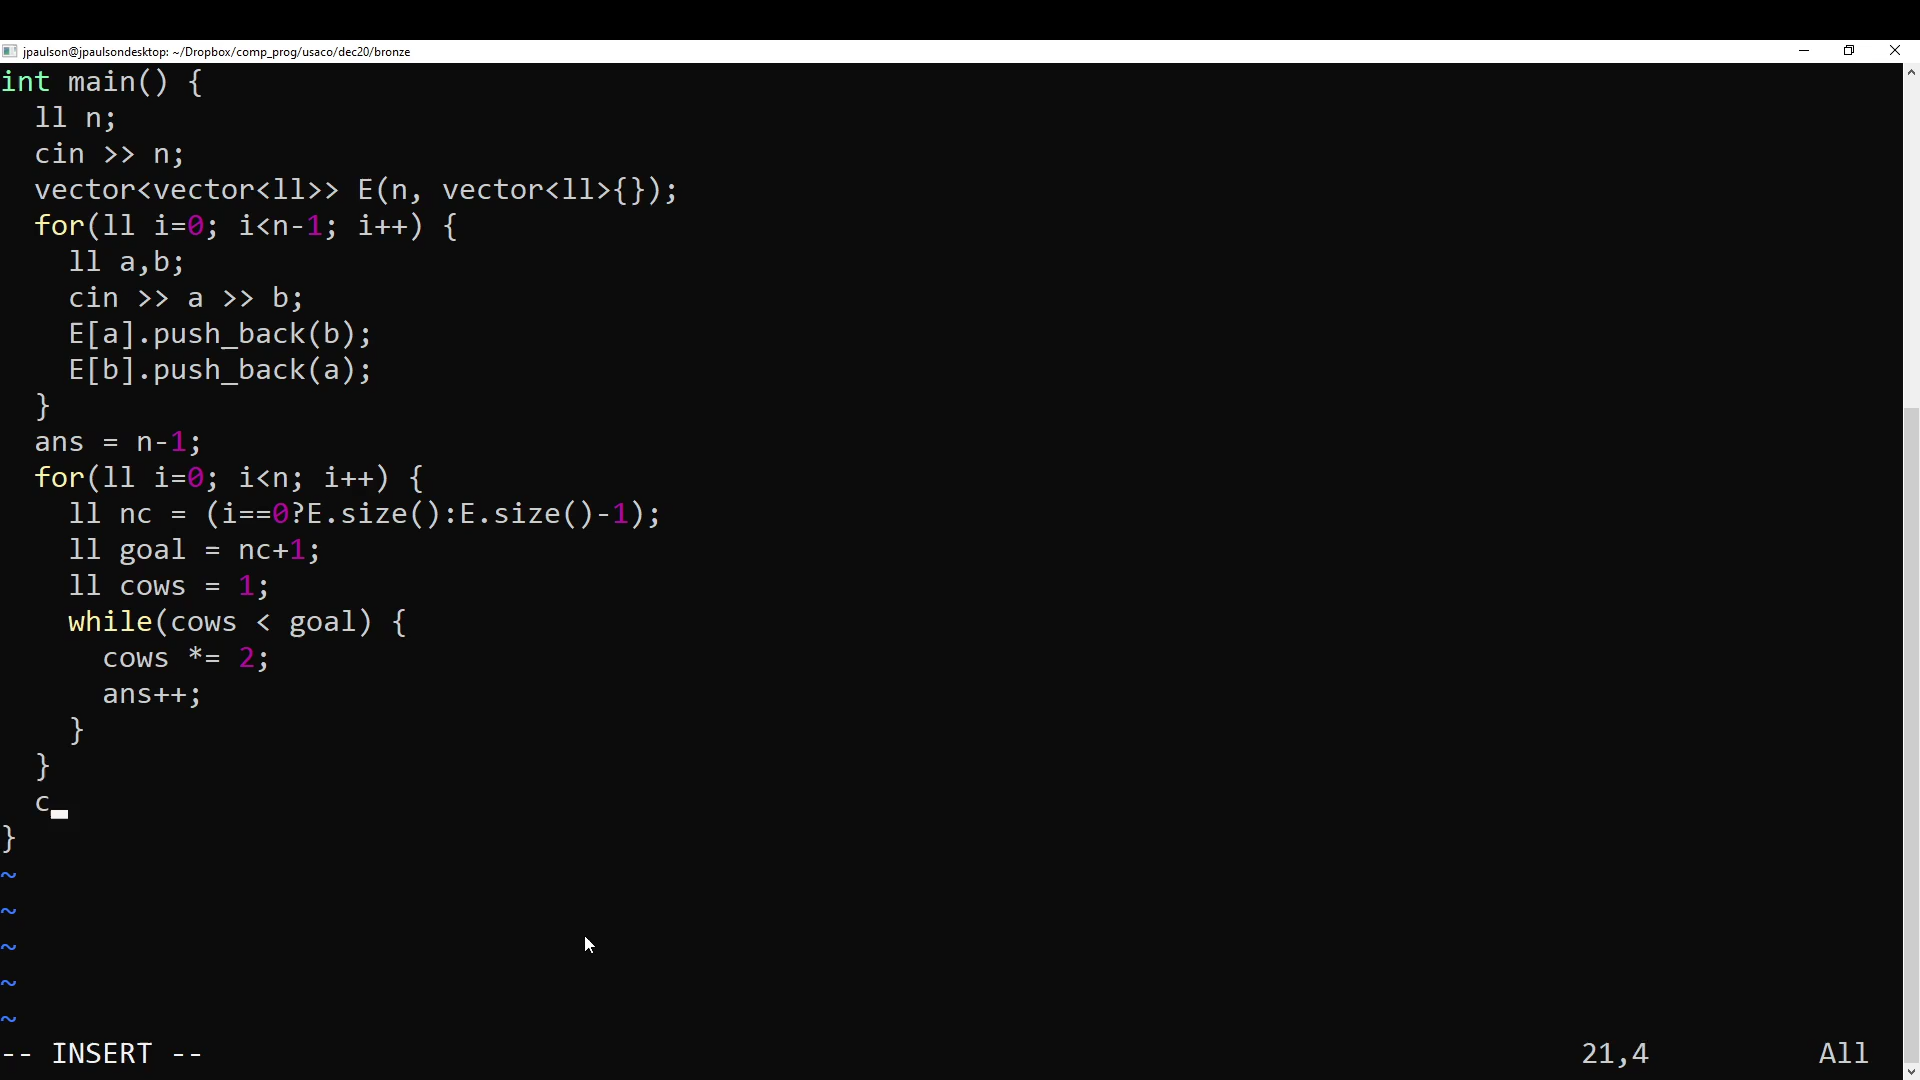 jpaulson@jpaulsondesktop: ~/Dropbox/comp_prog/usaco/dec20/bronze
int main() {
  ll n;
  cin >> n;
  vector<vector<ll>> E(n, vector<ll>{});
  for(ll i=0; i<n-1; i++) {
    ll a,b;
    cin >> a >> b;
    E[a].push_back(b);
    E[b].push_back(a);
  }
  ans = n-1;
  for(ll i=0; i<n; i++) {
    ll nc = (i==0?E.size():E.size()-1);
    ll goal = nc+1;
    ll cows = 1;
    while(cows < goal) {
      cows *= 2;
      ans++;
    }
  }
  c
}
~
~
~
~
~
-- INSERT -- 21,4 All